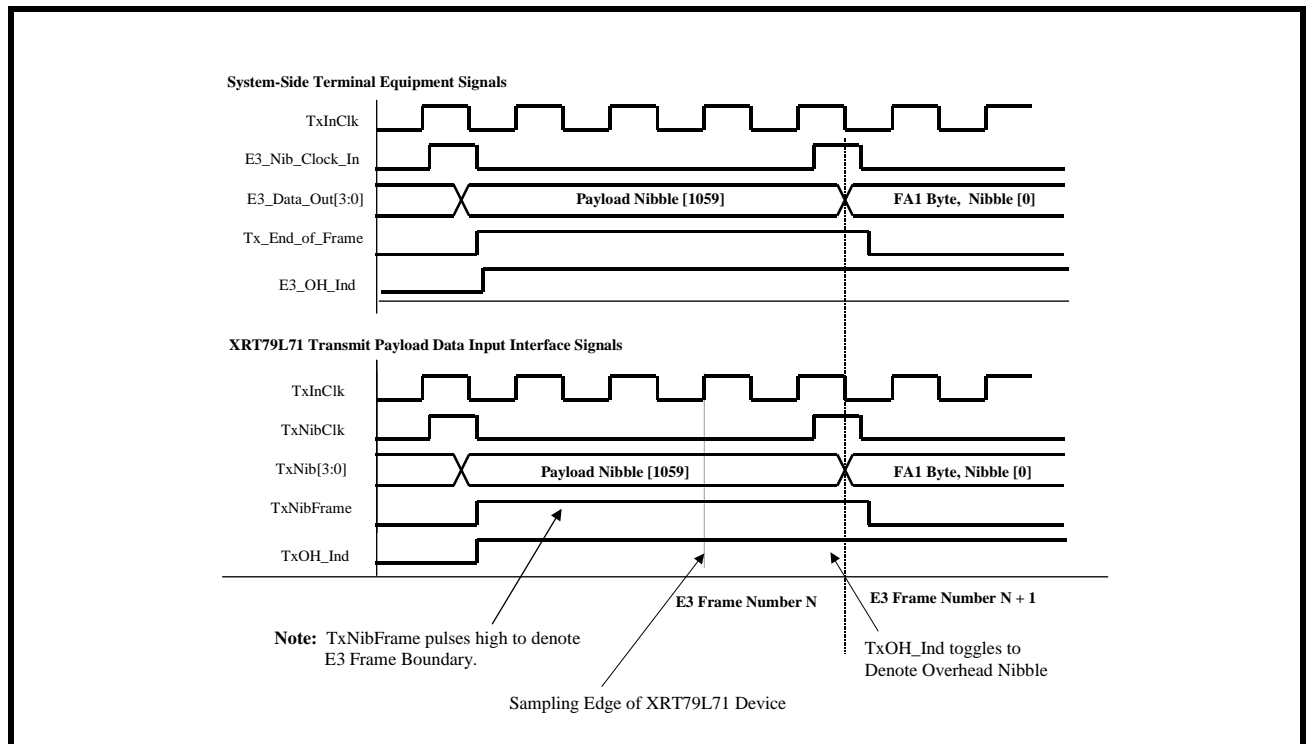 System-Side Terminal Equipment Signals
TxInClk
E3_Nib_Clock_In
E3_Data_Out[3:0]
Payload Nibble [1059]
FA1 Byte, Nibble [0]
Tx_End_of_Frame
E3_OH_Ind
XRT79L71 Transmit Payload Data Input Interface Signals
TxInClk
TxNibClk
TxNib[3:0]
Payload Nibble [1059]
FA1 Byte, Nibble [0]
TxNibFrame
TxOH_Ind
E3 Frame Number N
E3 Frame Number N + 1
Note: TxNibFrame pulses high to denote
E3 Frame Boundary.
TxOH_Ind toggles to
Denote Overhead Nibble
Sampling Edge of XRT79L71 Device